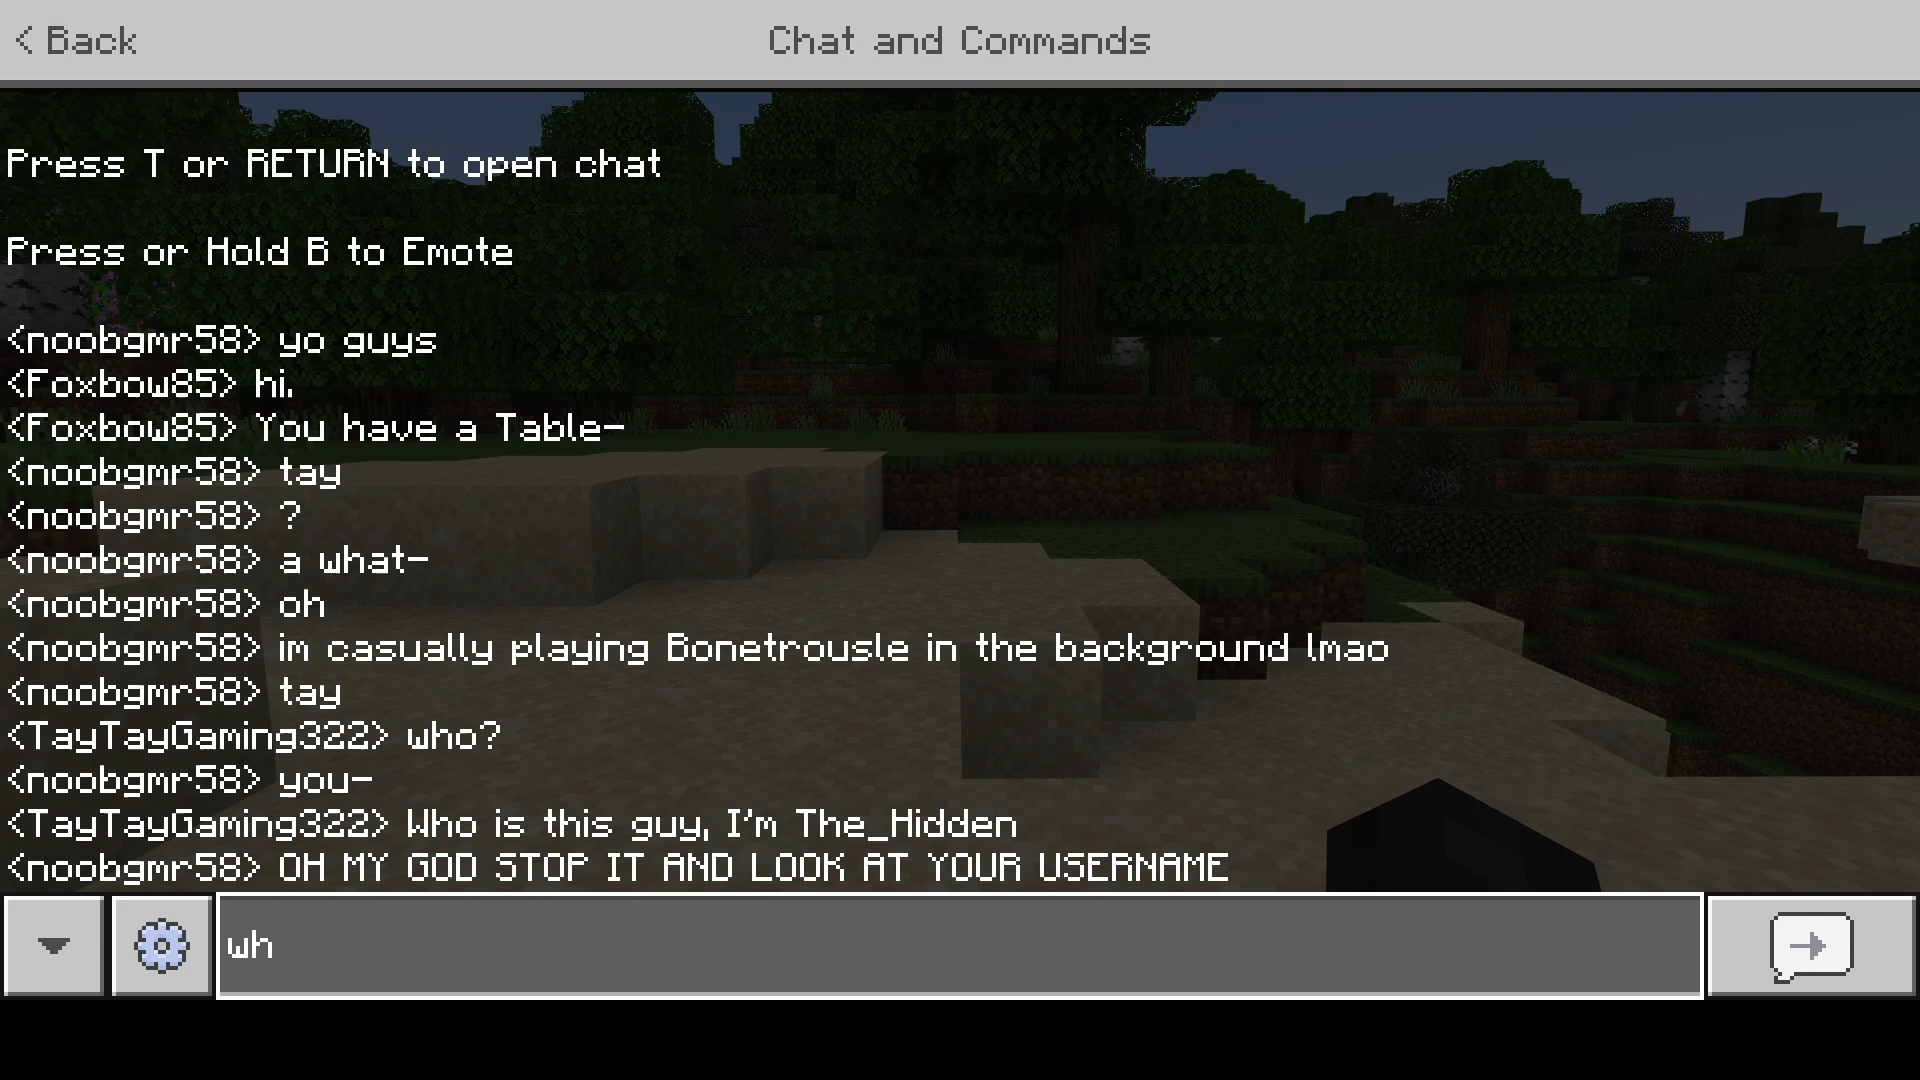 Back
Chat and Commands
Press T or RETURN to open chat
Press or Hold B to Emote
<noobgmr58> yo guys
<Foxbow85> hi.
<Foxbow85> You have a Table-
<noobgmr58> tay
<noobgmr58> ?
<noobgmr58> a what-
<noobgmr58> oh
<noobgmr58> im casually playing Bonetrousle in the background lmao
<noobgmr58> tay
<TayTayGaming322> who?
<noobgmr58> you-
<TayTayGaming322> Who is this guy, I'm The_Hidden
<noobgmr58> OH MY GOD STOP IT AND LOOK AT YOUR USERNAME
wh